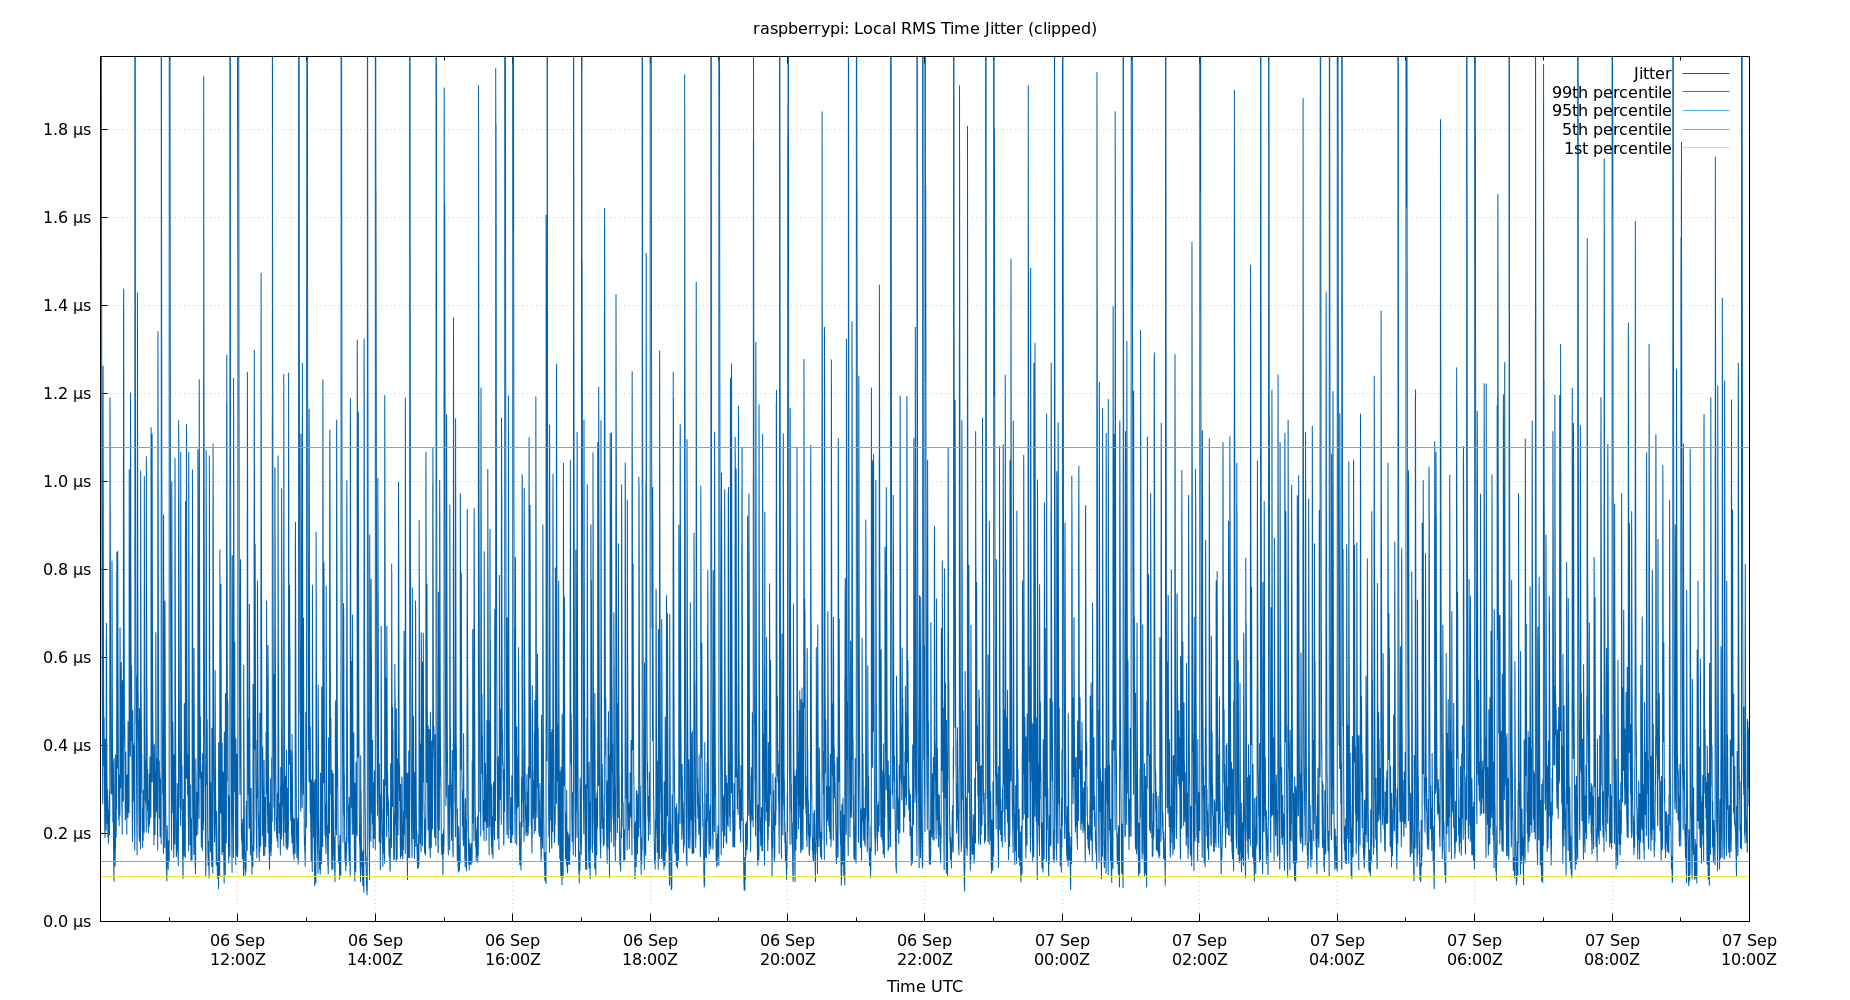 raspberrypi: Local RMS Time Jitter (clipped)
Jitter
99th percentile
95th percentile
5th percentile
1st percentile
1.8 µs
1.6 µs
1.4 µs
1.2 µs
1.0 µs
0.8 µs
0.6 µs
0.4 µs
0.2 µs
0.0 µs
06 Sep 06 Sep 06 Sep 06 Sep 06 Sep 06 Sep 07 Sep 07 Sep 07 Sep 07 Sep 07 Sep 07 Sep
12:00Z 14:00Z 16:00Z 18:00Z 20:00Z 22:00Z 00:00Z 02:00Z 04:00Z 06:00Z 08:00Z 10:00Z
Time UTC